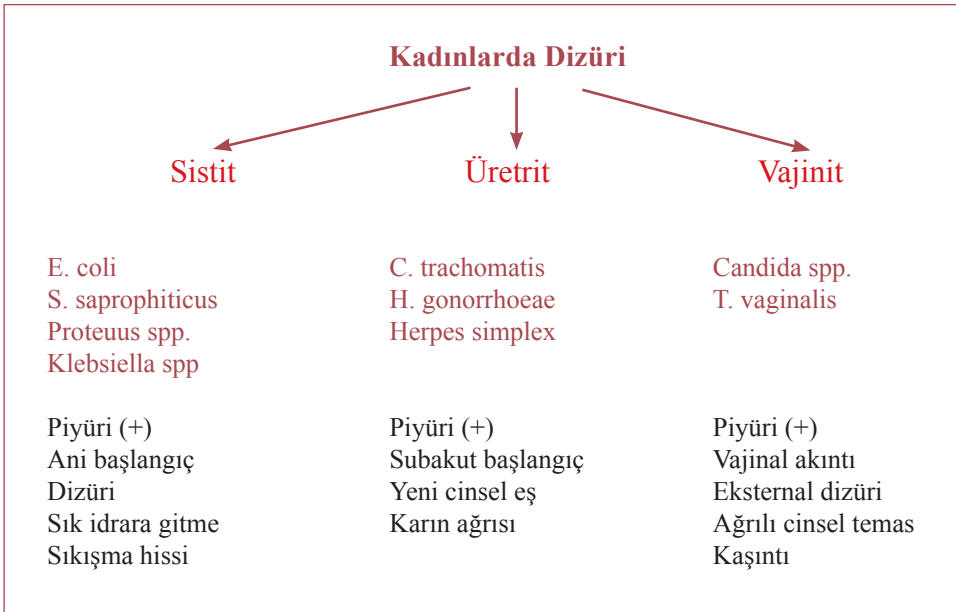 Kadınlarda Dizüri
Sistit
Üretrit
Vajinit
E. coli
S. saprophiticus
Proteuus spp.
Klebsiella spp
C. trachomatis
H. gonorrhoeae
Herpes simplex
Candida spp.
T. vaginalis
Piyüri (+)
Ani başlangıç
Dizüri
Sık idrara gitme
Sıkışma hissi
Piyüri (+)
Subakut başlangıç
Yeni cinsel eş
Karın ağrısı
Piyüri (+)
Vajinal akıntı
Eksternal dizüri
Ağrılı cinsel temas
Kaşıntı